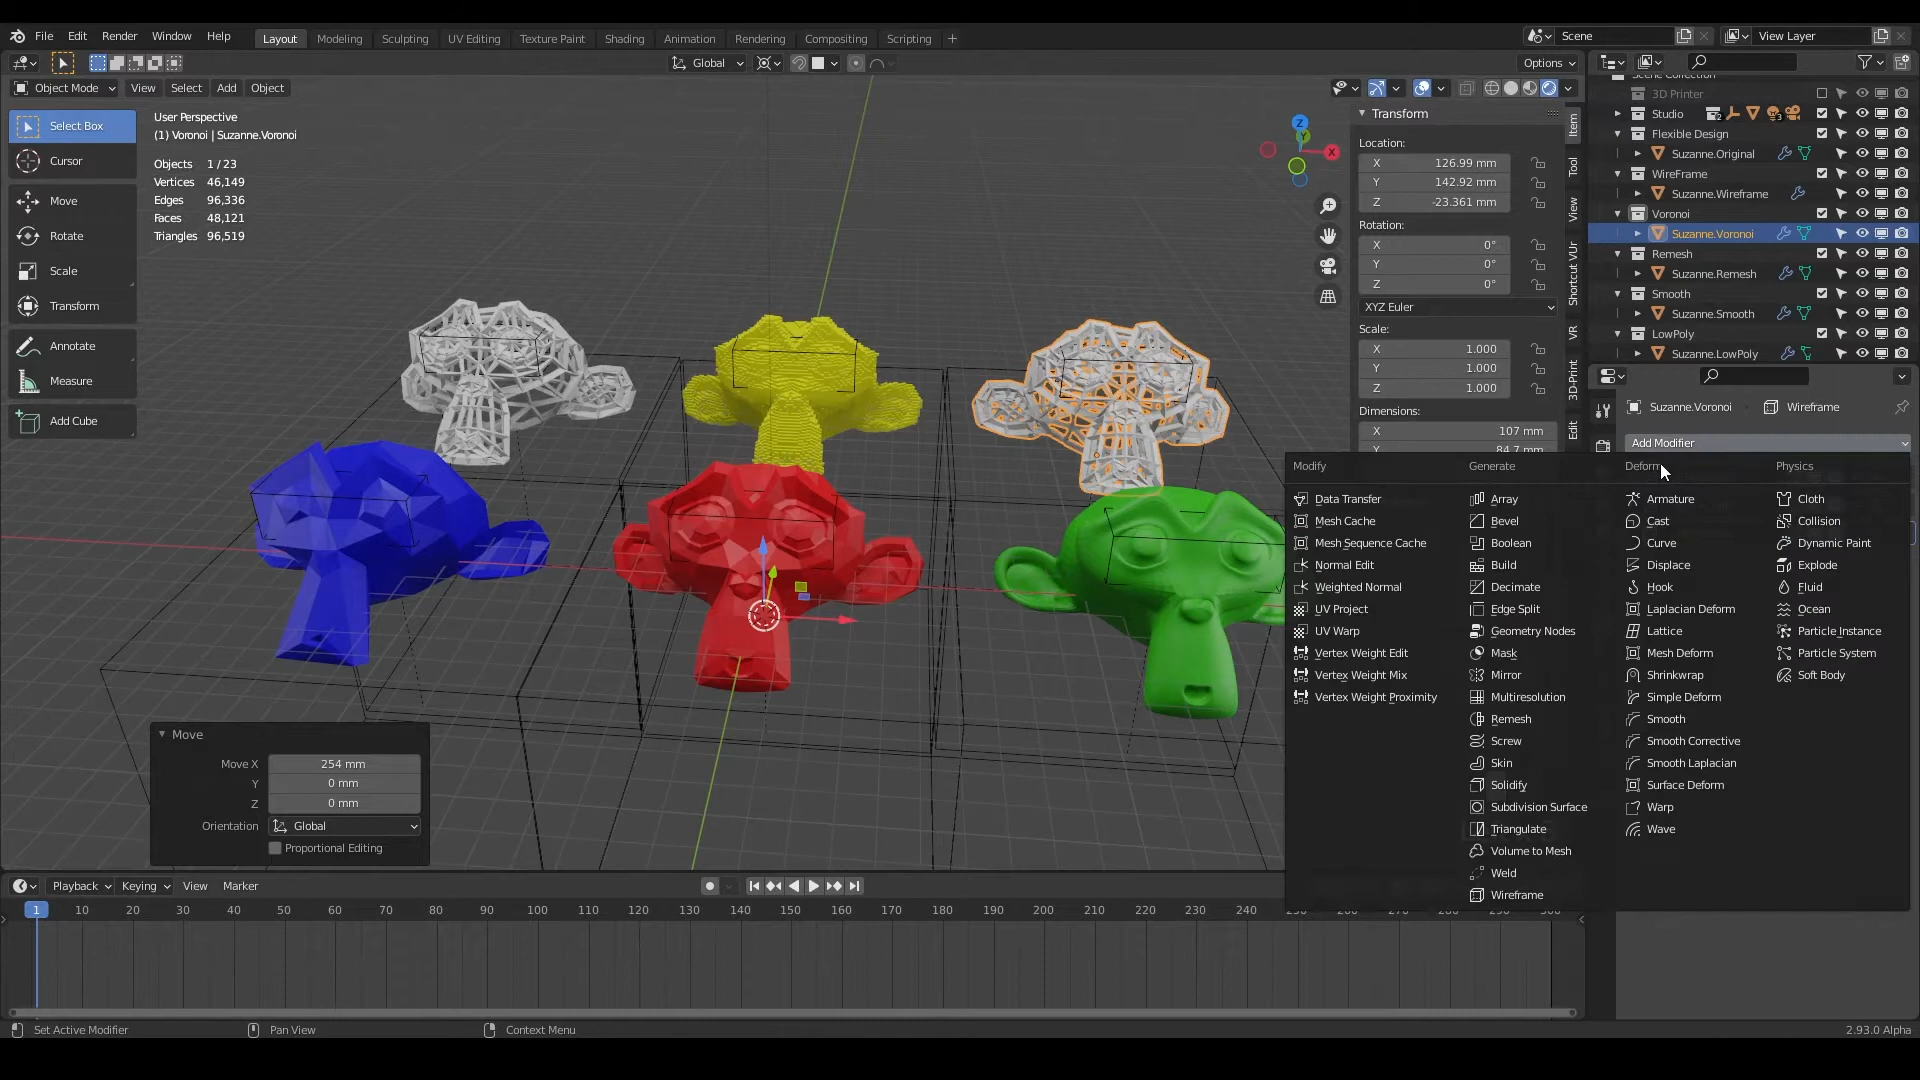 File Edit Render Window Help Layout Modeling Sculpting UV Editing Texture Paint Shading Animation Rendering Compositing Scripting + Scene View Layer
Global Options
Object Mode View Select Add Object
Select Box
Cursor
Move
Rotate
Scale
Transform
Annotate
Measure
Add Cube
User Perspective
(1) Voronoi | Suzanne.Voronoi
Objects 1 / 23
Vertices 46,149
Edges 96,336
Faces 48,121
Triangles 96,519
Z
Y
X
Transform
Location:
X 126.99 mm
Y 142.92 mm
Z -23.361 mm
Rotation:
X 0°
Y 0°
Z 0°
XYZ Euler
Scale:
X 1.000
Y 1.000
Z 1.000
Dimensions:
X 107 mm
84.7 mm
Item
Tool
View
Shortcut VUr
VR
3D-Print
Edit
3D Printer
Studio 2 3
Flexible Design
Suzanne.Original
WireFrame
Suzanne.Wireframe
Voronoi
Suzanne.Voronoi
Remesh
Suzanne.Remesh
Smooth
Suzanne.Smooth
LowPoly
Suzanne.LowPoly
Suzanne.Voronoi Wireframe
Add Modifier
Modify
Data Transfer
Mesh Cache
Mesh Sequence Cache
Normal Edit
Weighted Normal
UV Project
UV Warp
Vertex Weight Edit
Vertex Weight Mix
Vertex Weight Proximity
Generate
Array
Bevel
Boolean
Build
Decimate
Edge Split
Geometry Nodes
Mask
Mirror
Multiresolution
Remesh
Screw
Skin
Solidify
Subdivision Surface
Triangulate
Volume to Mesh
Weld
Wireframe
Deform
Armature
Cast
Curve
Displace
Hook
Laplacian Deform
Lattice
Mesh Deform
Shrinkwrap
Simple Deform
Smooth
Smooth Corrective
Smooth Laplacian
Surface Deform
Warp
Wave
Physics
Cloth
Collision
Dynamic Paint
Explode
Fluid
Ocean
Particle Instance
Particle System
Soft Body
Move
Move X 254 mm
Y 0 mm
Z 0 mm
Orientation Global
Proportional Editing
Playback Keying View Marker
1 10 20 30 40 50 60 70 80 90 100 110 120 130 140 150 160 170 180 190 200 210 220 230 240
Set Active Modifier Pan View Context Menu 2.93.0 Alpha